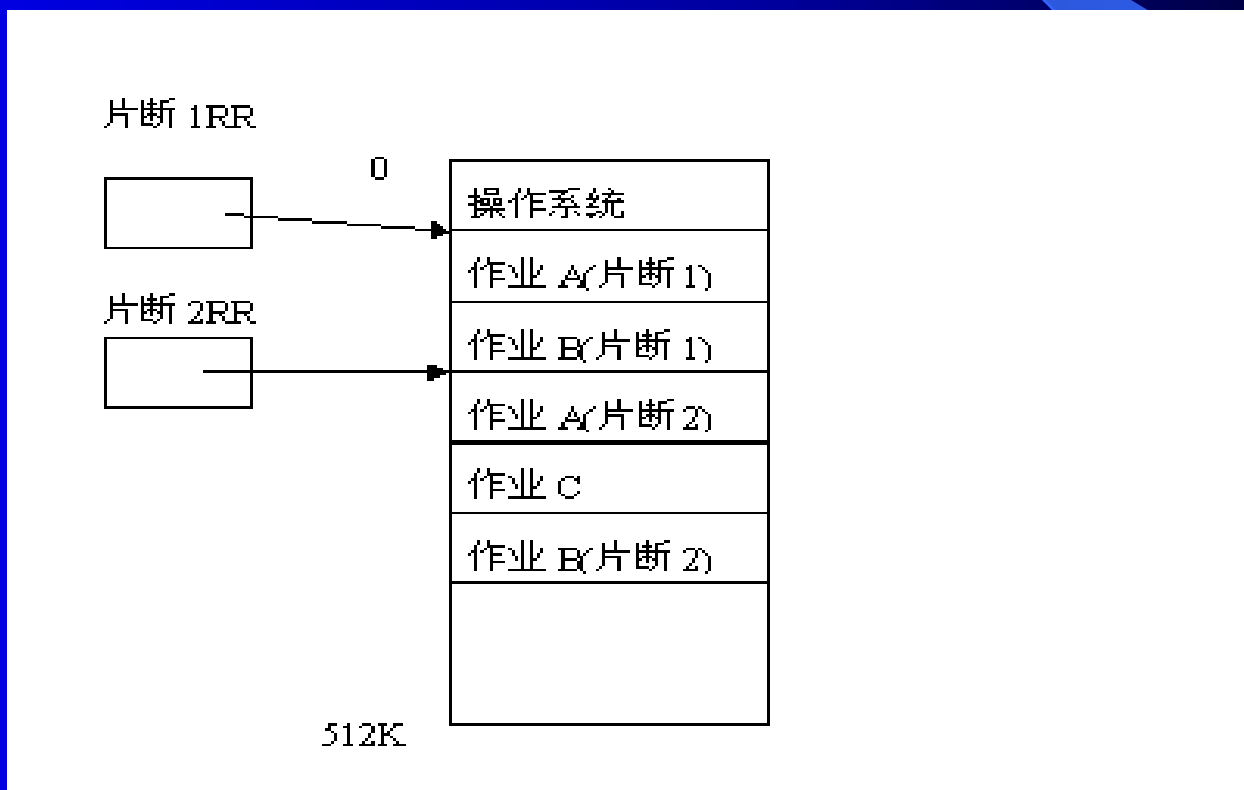 片断 1RR
0
操作系统
作业 A(片断 1)
片断 2RR
作业 B(片断 1)
作业 A(片断 2)
作业 C
作业 B(片断 2)
512K